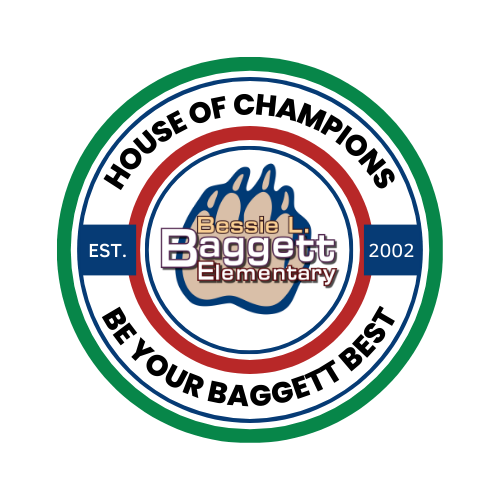 HOUSE OF CHAMPIONS
Bessie L.
Baggett
Elementary
EST.
2002
BE YOUR BAGGETT BEST